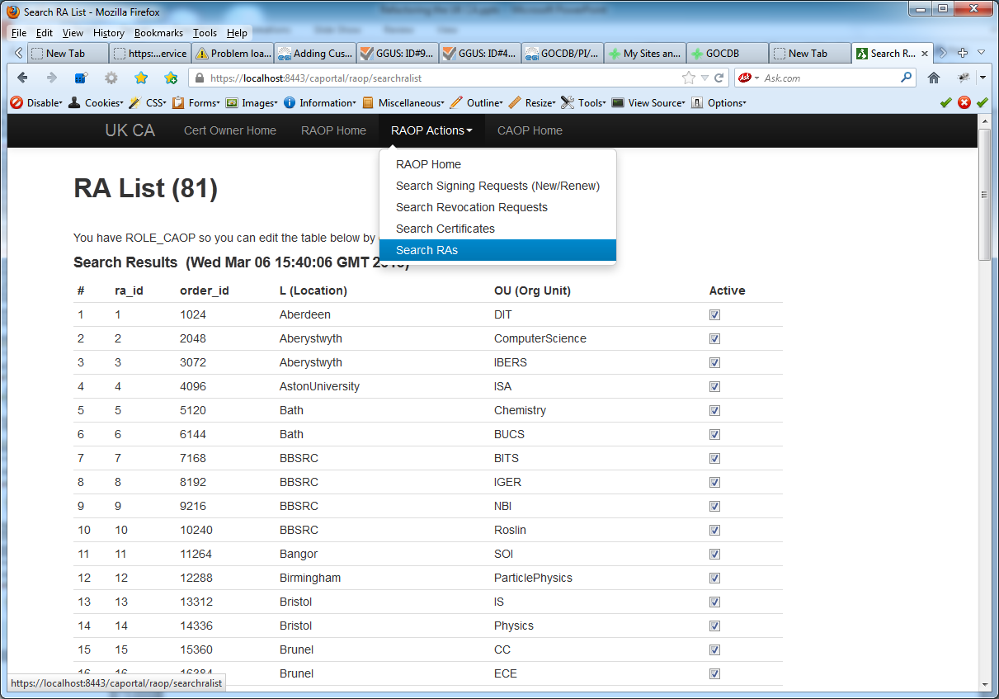 Search RA List - Mozilla Firefox
File Edit View History Bookmarks Tools Help
New Tab https:...ervice Problem loa... Adding Cus... GGUS: ID#9... GGUS: ID#4... GOCDB/PI/... My Sites an... GOCDB New Tab Search R...
https://localhost:8443/caportal/raop/searchralist Ask Ask.com
Disable Cookies CSS Forms Images Information Miscellaneous Outline Resize Tools View Source Options
UK CA Cert Owner Home RAOP Home RAOP Actions CAOP Home
RAOP Home
Search Signing Requests (New/Renew)
Search Revocation Requests
Search Certificates
Search RAs
RA List (81)
You have ROLE_CAOP so you can edit the table below by
Search Results (Wed Mar 06 15:40:06 GMT
# ra_id order_id L (Location) OU (Org Unit) Active
1 1 1024 Aberdeen DIT
2 2 2048 Aberystwyth ComputerScience
3 3 3072 Aberystwyth IBERS
4 4 4096 AstonUniversity ISA
5 5 5120 Bath Chemistry
6 6 6144 Bath BUCS
7 7 7168 BBSRC BITS
8 8 8192 BBSRC IGER
9 9 9216 BBSRC NBI
10 10 10240 BBSRC Roslin
11 11 11264 Bangor SOI
12 12 12288 Birmingham ParticlePhysics
13 13 13312 Bristol IS
14 14 14336 Bristol Physics
15 15 15360 Brunel CC
16 16 16384 Brunel ECE
https://localhost:8443/caportal/raop/searchralist